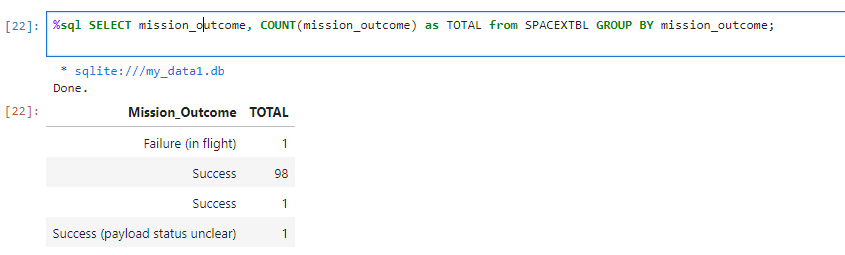 [22]: %sql SELECT mission_outcome, COUNT(mission_outcome) as TOTAL from SPACEXTBL GROUP BY mission_outcome;
* sqlite:///my_data1.db
Done.
[22]: Mission_Outcome TOTAL
Failure (in flight) 1
Success 98
Success 1
Success (payload status unclear) 1